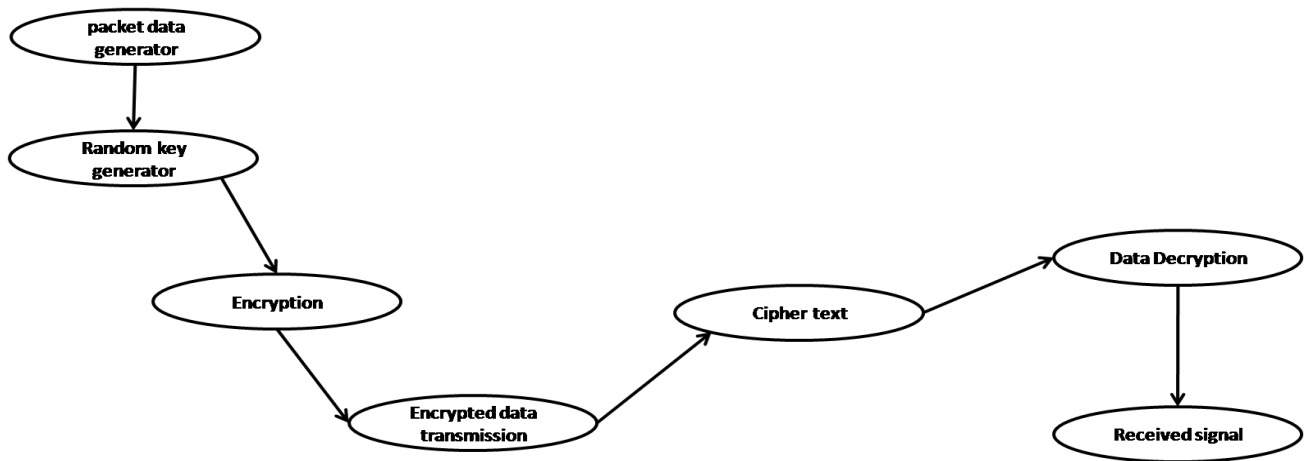 packet data
generator
Random key
generator
Encryption
Encrypted data
transmission
Cipher text
Data Decryption
Received signal